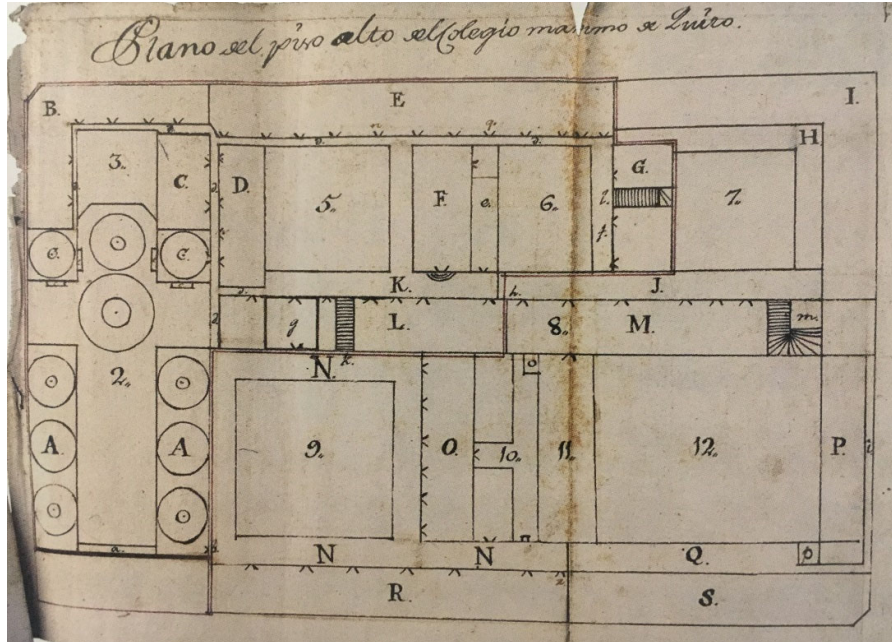 Plano del piso alto del Colegio maximo de Quito.
B. E I.
3. C. H
D. 5. F. e. 6. G. 7.
l.
f.
C. C.
K. h. J.
g L 8. M. m.
N. k.
2.
A. A. 9. O. 10. 11. 12. P.
N N Q.
a.
R. S.